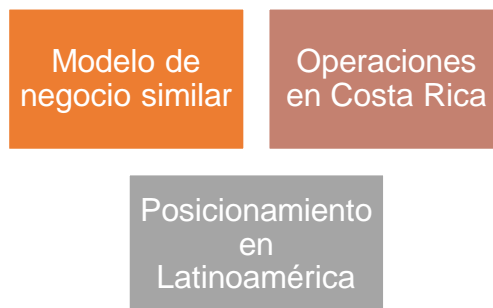 Modelo de
negocio similar
Operaciones
en Costa Rica
Posicionamiento
en
Latinoamérica